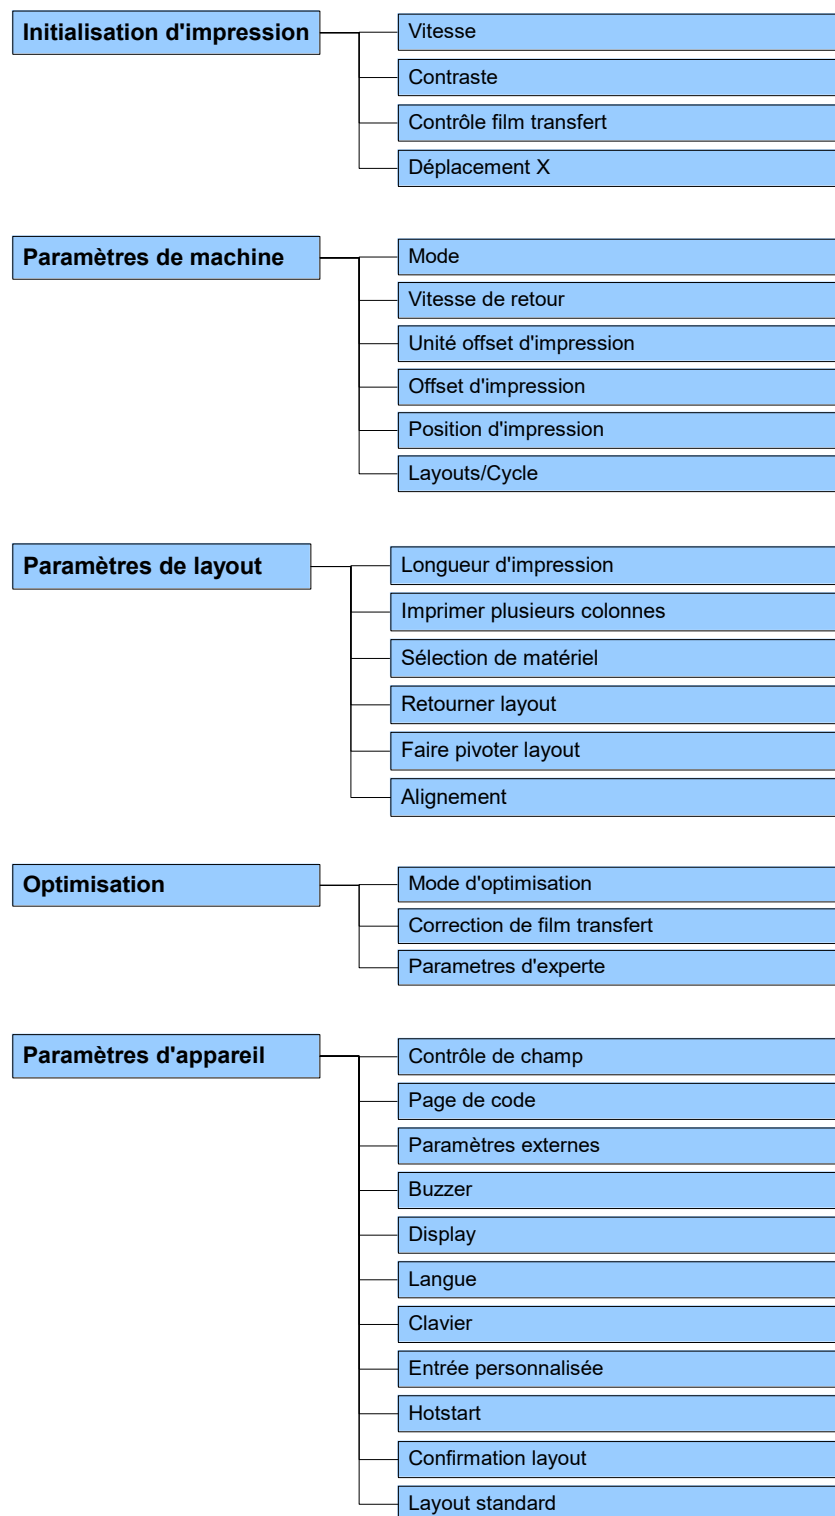 Initialisation d'impression
Vitesse
Contraste
Contrôle film transfert
Déplacement X
Paramètres de machine
Mode
Vitesse de retour
Unité offset d'impression
Offset d'impression
Position d'impression
Layouts/Cycle
Paramètres de layout
Longueur d'impression
Imprimer plusieurs colonnes
Sélection de matériel
Retourner layout
Faire pivoter layout
Alignement
Optimisation
Mode d'optimisation
Correction de film transfert
Parametres d'experte
Paramètres d'appareil
Contrôle de champ
Page de code
Paramètres externes
Buzzer
Display
Langue
Clavier
Entrée personnalisée
Hotstart
Confirmation layout
Layout standard